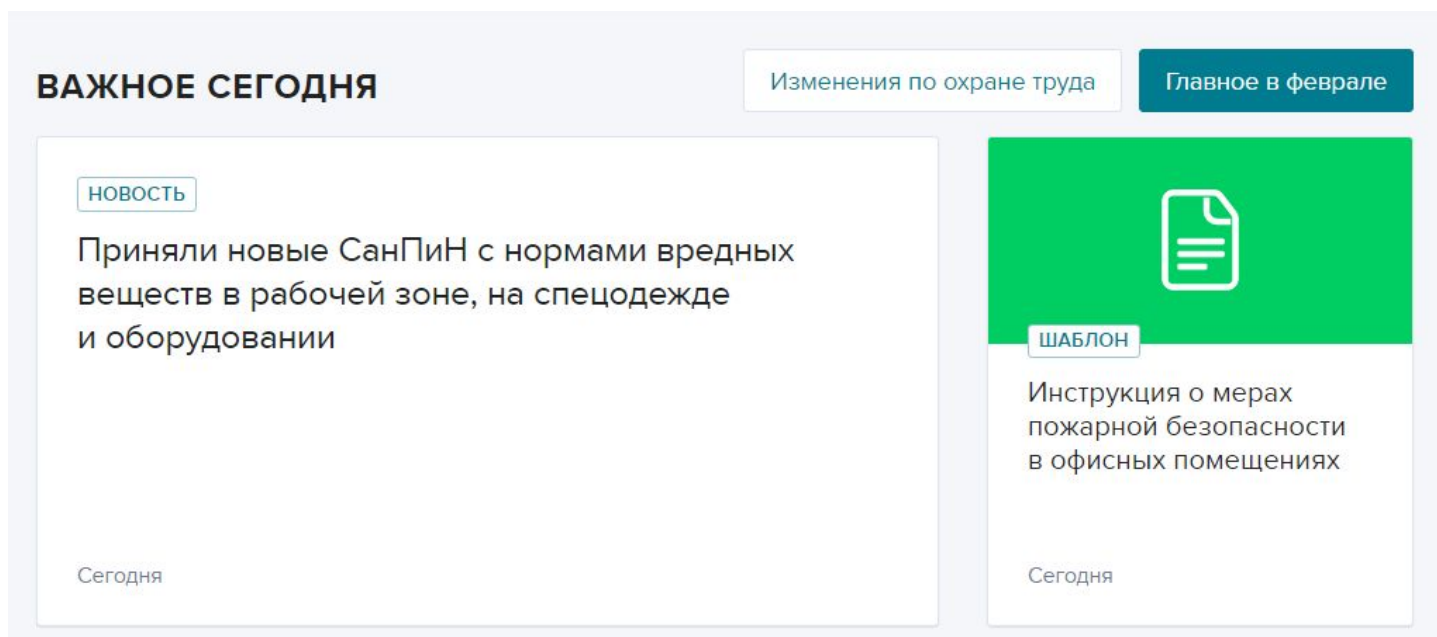 ВАЖНОЕ СЕГОДНЯ
Изменения по охране труда
Главное в феврале
НОВОСТЬ
Приняли новые СанПиН с нормами вредных
веществ в рабочей зоне, на спецодежде
и оборудовании
Сегодня
ШАБЛОН
Инструкция о мерах
пожарной безопасности
в офисных помещениях
Сегодня